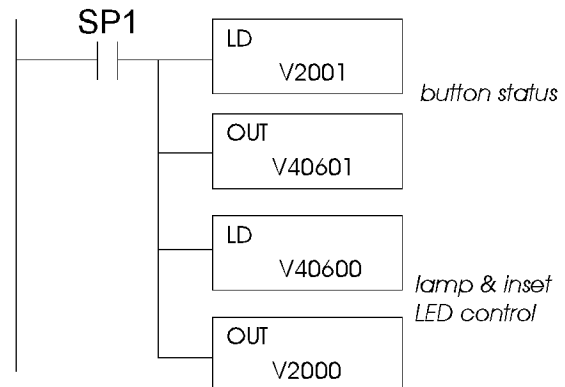 SP1
LD
V2001
button status
OUT
V40601
LD
V40600
lamp & inset
LED control
OUT
V2000